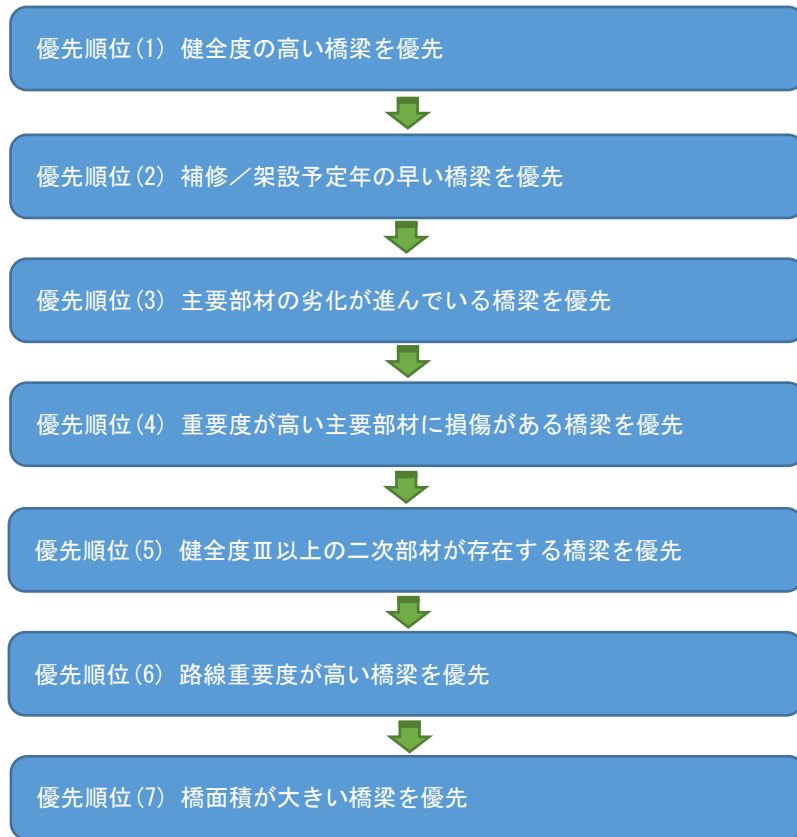 優先順位(1) 健全度の高い橋梁を優先
優先順位(2) 補修／架設予定年の早い橋梁を優先
優先順位(3) 主要部材の劣化が進んでいる橋梁を優先
優先順位(4) 重要度が高い主要部材に損傷がある橋梁を優先
優先順位(5) 健全度Ⅲ以上の二次部材が存在する橋梁を優先
優先順位(6) 路線重要度が高い橋梁を優先
優先順位(7) 橋面積が大きい橋梁を優先